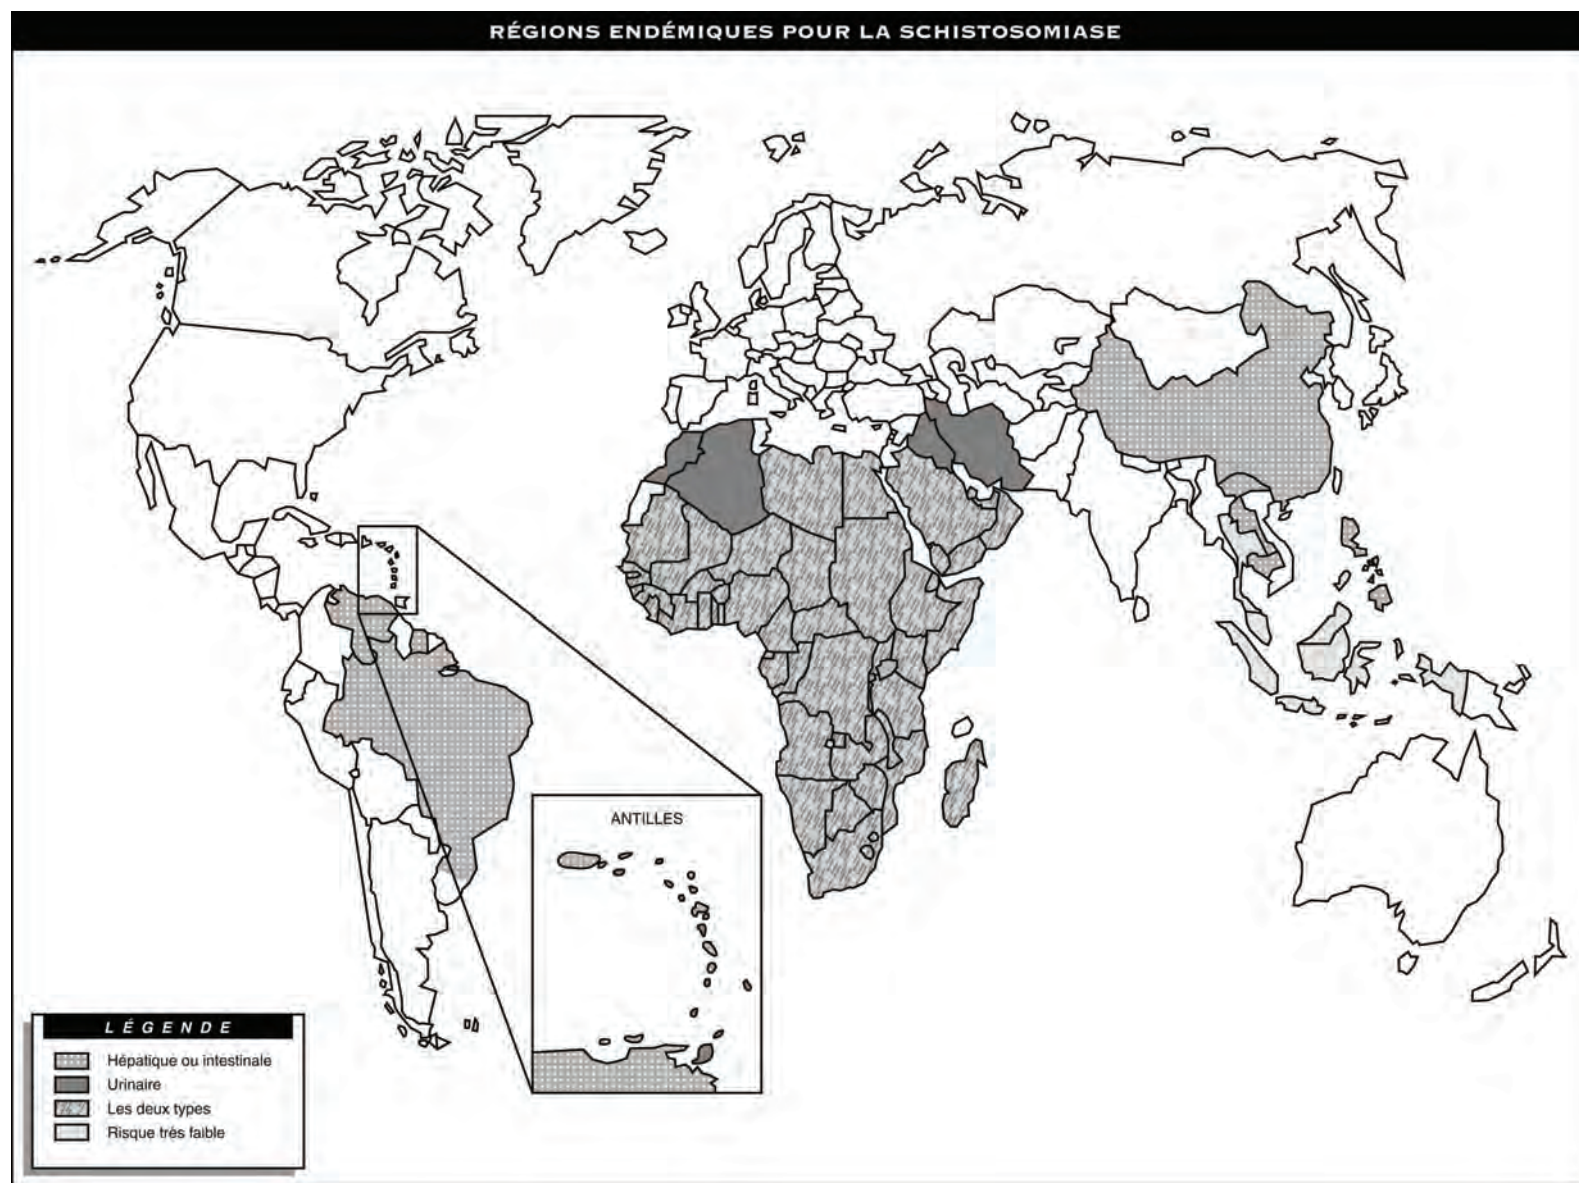 RÉGIONS ENDÉMIQUES POUR LA SCHISTOSOMIASE
ANTILLES
LÉGENDE
Hépatique ou intestinale
Urinaire
Les deux types
Risque très faible